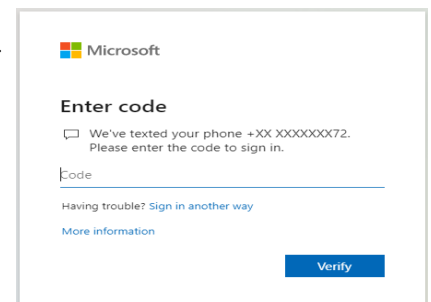 Microsoft
Enter code
We've texted your phone +XX XXXXXXX72.
Please enter the code to sign in.
Code
Having trouble? Sign in another way
More information
Verify